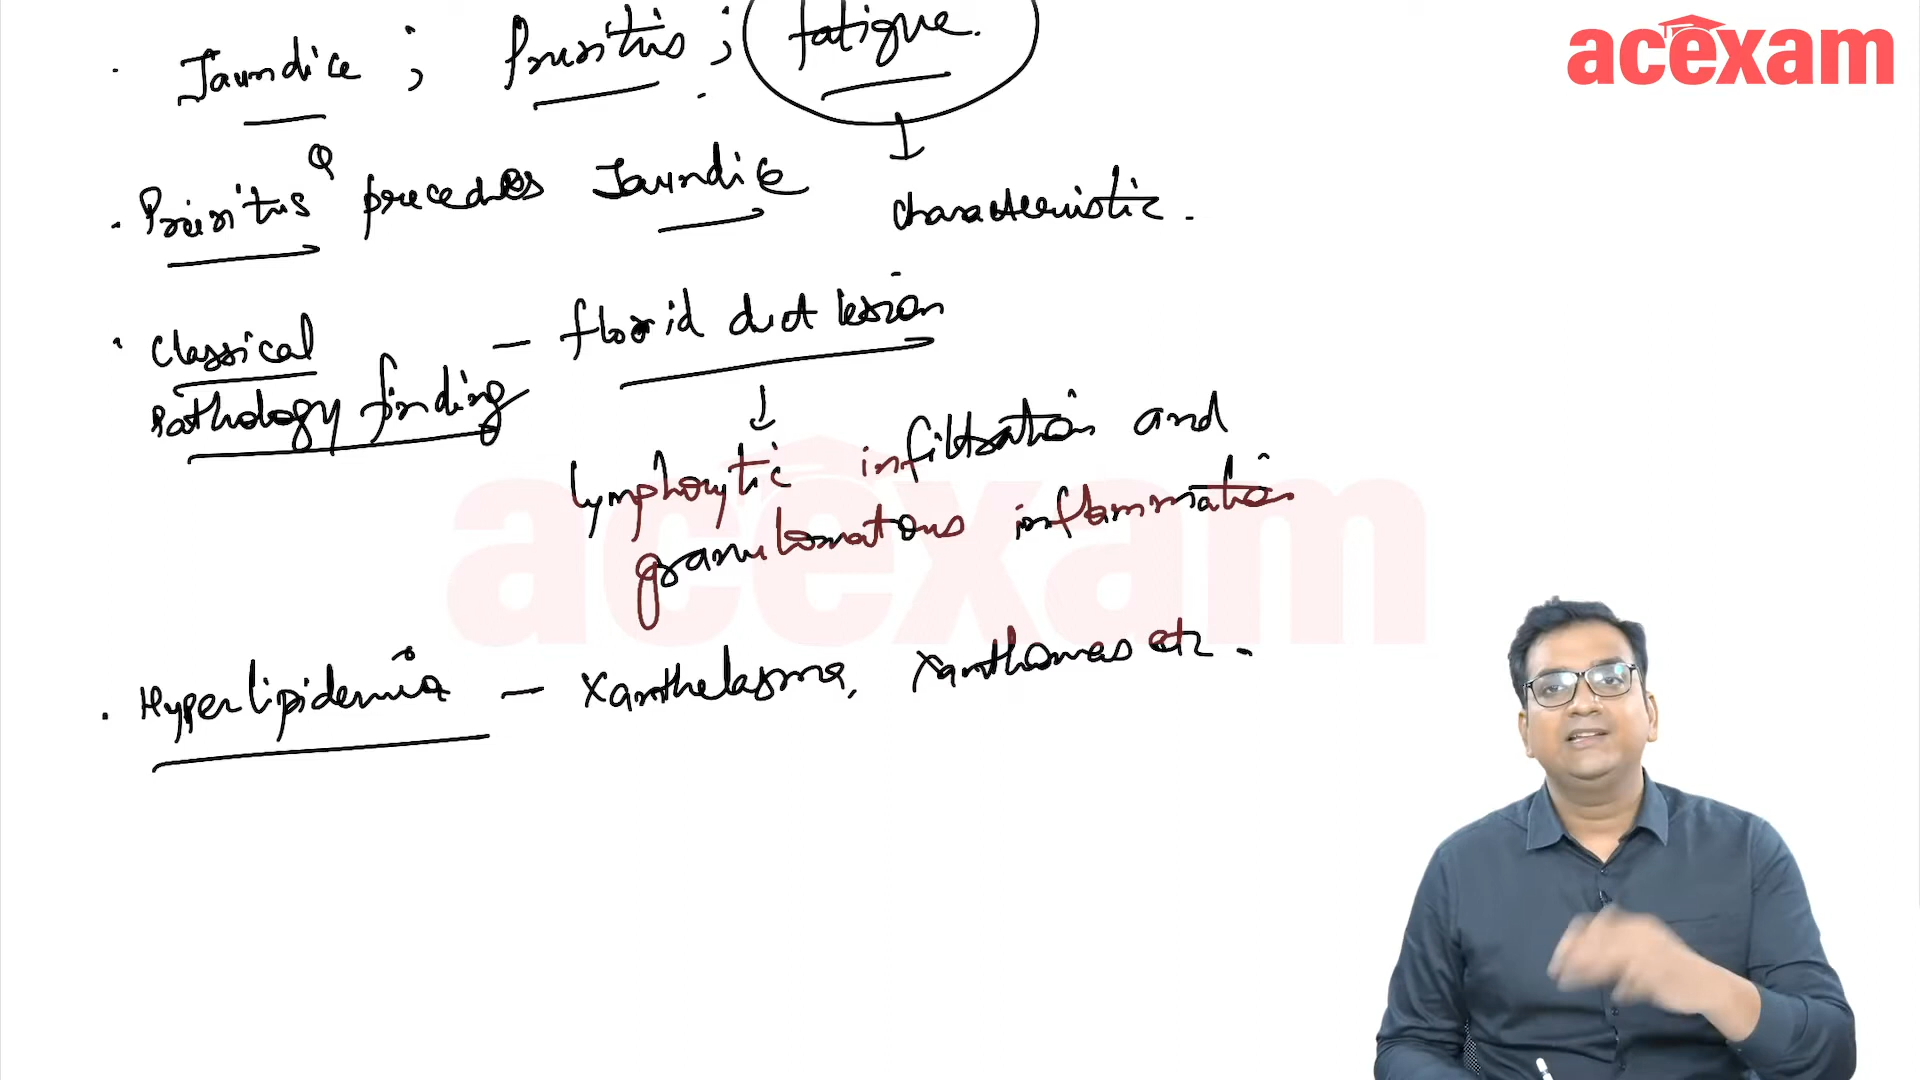 acexam
Jaundice ; Pruritus ; fatigue.
Q
· Pruritus precedes Jaundice
characteristic.
· Classical
Pathology finding – florid duct lesion
lymphocytic infiltration and
granulomatous inflammation
acexam
· Hyperlipidemia – Xanthelasma, Xanthomas etc.